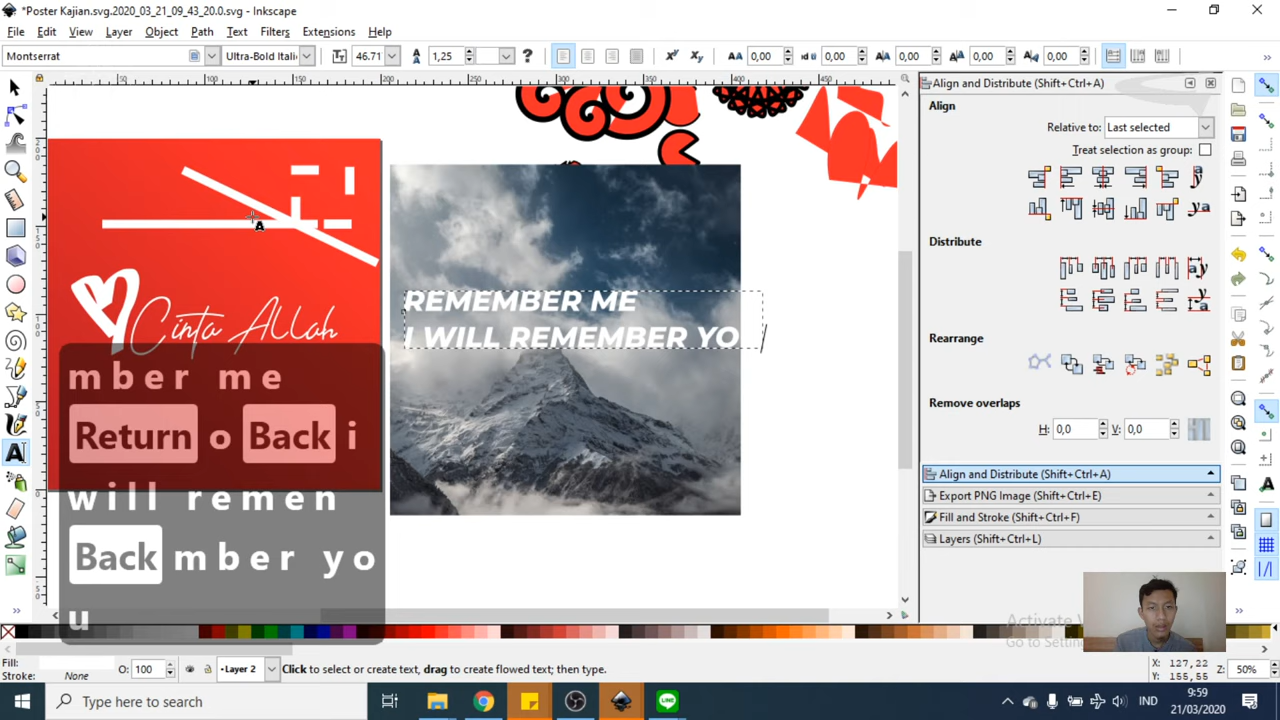 *Poster Kajian.svg.2020_03_21_09_43_20.0.svg - Inkscape
File Edit View Layer Object Path Text Filters Extensions Help
Montserrat Ultra-Bold Itali 46.71 1,25 0,00 0,00 0,00 0,00 0,00
Align and Distribute (Shift+Ctrl+A)
Align
Relative to: Last selected
Treat selection as group:
Distribute
Rearrange
Remove overlaps
H: 0,0 V: 0,0
Align and Distribute (Shift+Ctrl+A)
Export PNG Image (Shift+Ctrl+E)
Fill and Stroke (Shift+Ctrl+F)
Layers (Shift+Ctrl+L)
REMEMBER ME
I WILL REMEMBER YO
Cinta Allah
mber me
Return o Back i
will remen
Back mber yo
u
Activate
Go to Setti
Fill:
Stroke: None
O: 100
Layer 2
Click to select or create text, drag to create flowed text; then type.
X: 127,22
Y: 155,55
Z: 50%
Type here to search
IND
9:59
21/03/2020